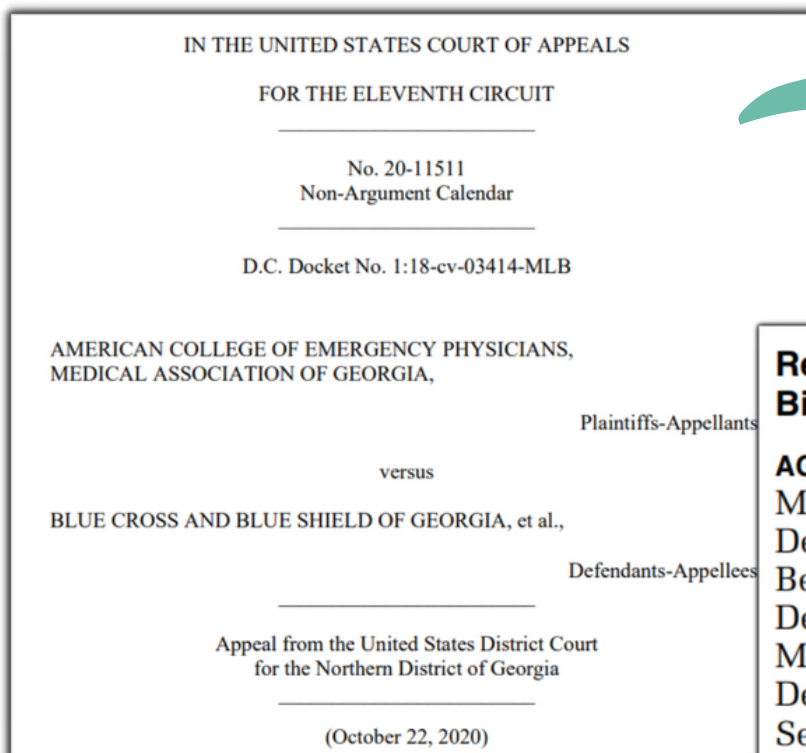 IN THE UNITED STATES COURT OF APPEALS
FOR THE ELEVENTH CIRCUIT
No. 20-11511
Non-Argument Calendar
D.C. Docket No. 1:18-cv-03414-MLB
AMERICAN COLLEGE OF EMERGENCY PHYSICIANS,
MEDICAL ASSOCIATION OF GEORGIA,
Plaintiffs-Appellants
versus
BLUE CROSS AND BLUE SHIELD OF GEORGIA, et al.,
Defendants-Appellees
Appeal from the United States District Court
for the Northern District of Georgia
(October 22, 2020)